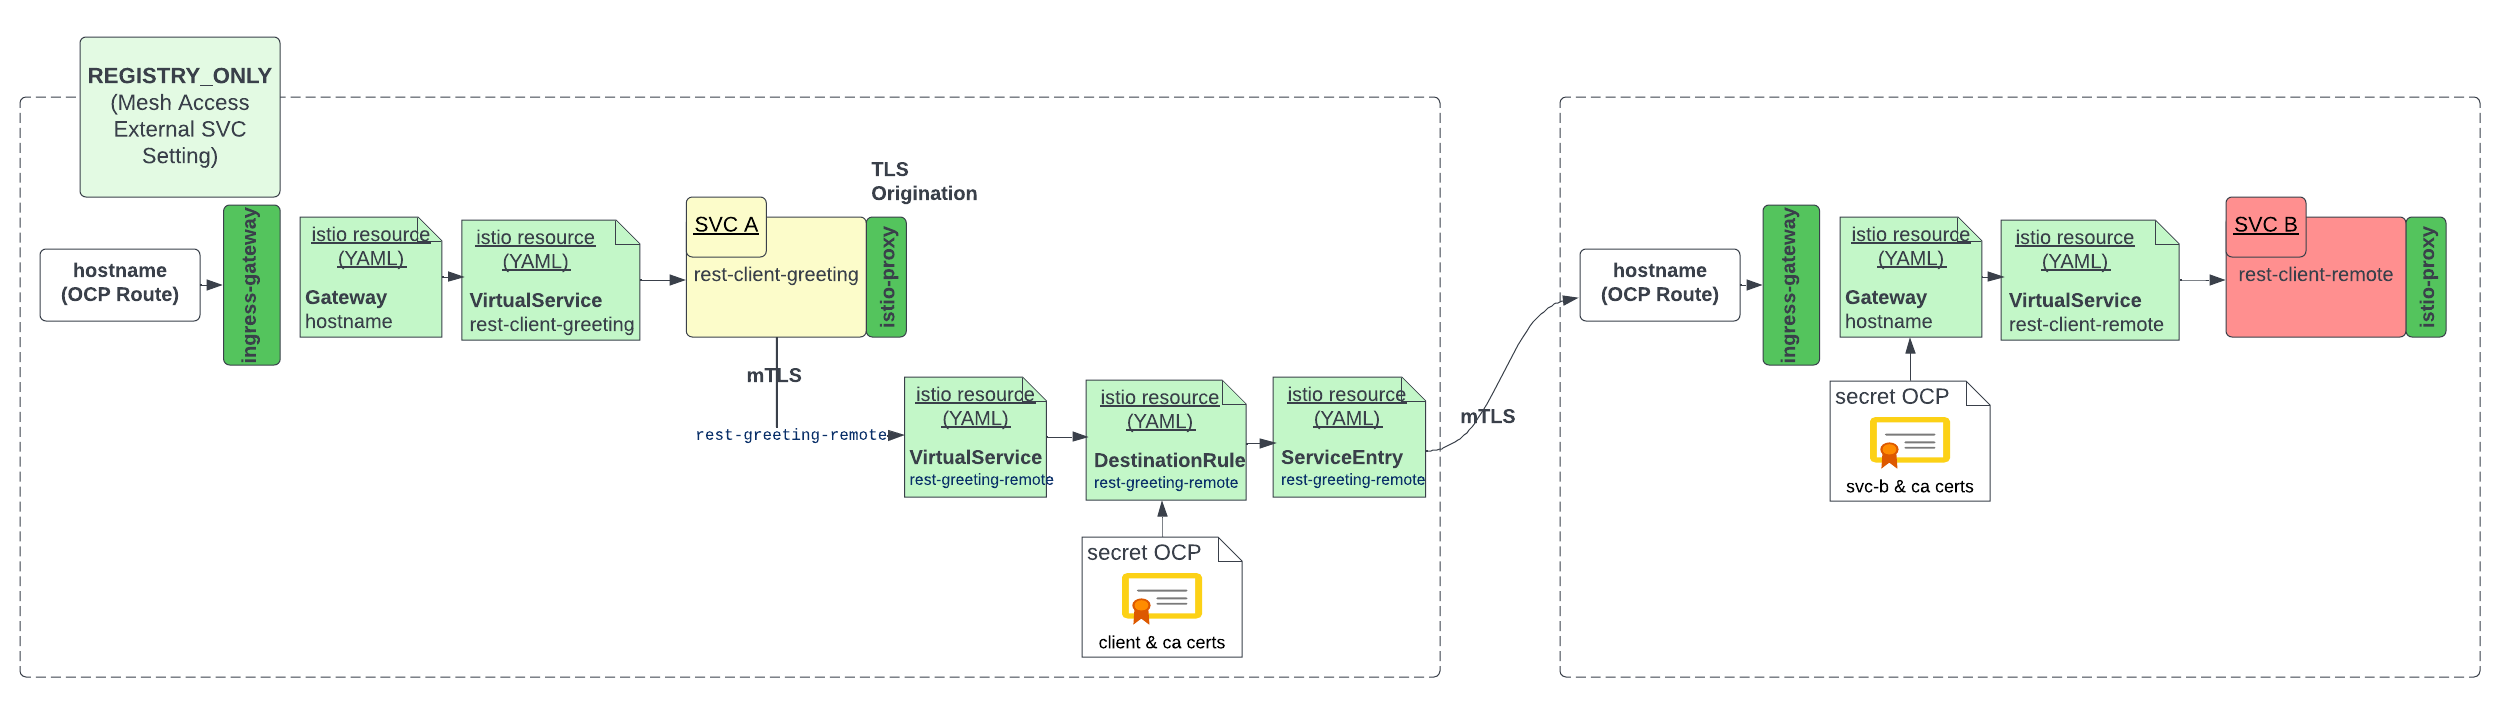 REGISTRY_ONLY
(Mesh Access
External SVC
Setting)
hostname
(OCP Route)
ingress-gateway
istio resource
(YAML)
Gateway
hostname
istio resource
(YAML)
VirtualService
rest-client-greeting
SVC A
rest-client-greeting
TLS
Origination
istio-proxy
mTLS
rest-greeting-remote
istio resource
(YAML)
VirtualService
rest-greeting-remote
istio resource
(YAML)
DestinationRule
rest-greeting-remote
istio resource
(YAML)
ServiceEntry
rest-greeting-remote
secret OCP
client & ca certs
mTLS
hostname
(OCP Route)
ingress-gateway
istio resource
(YAML)
Gateway
hostname
istio resource
(YAML)
VirtualService
rest-client-remote
SVC B
rest-client-remote
istio-proxy
secret OCP
svc-b & ca certs